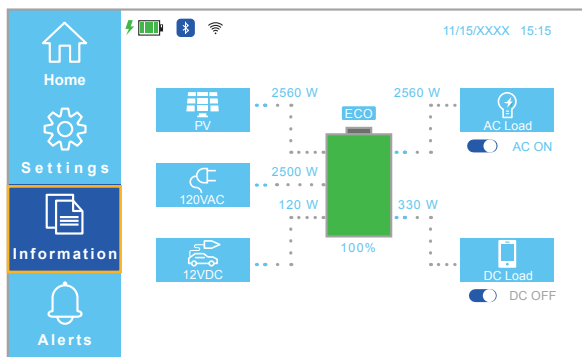 11/15/XXXX 15:15
Home
Settings
Information
Alerts
2560 W
2560 W
ECO
PV
AC Load
AC ON
2500 W
120VAC
120 W
330 W
100%
12VDC
DC Load
DC OFF